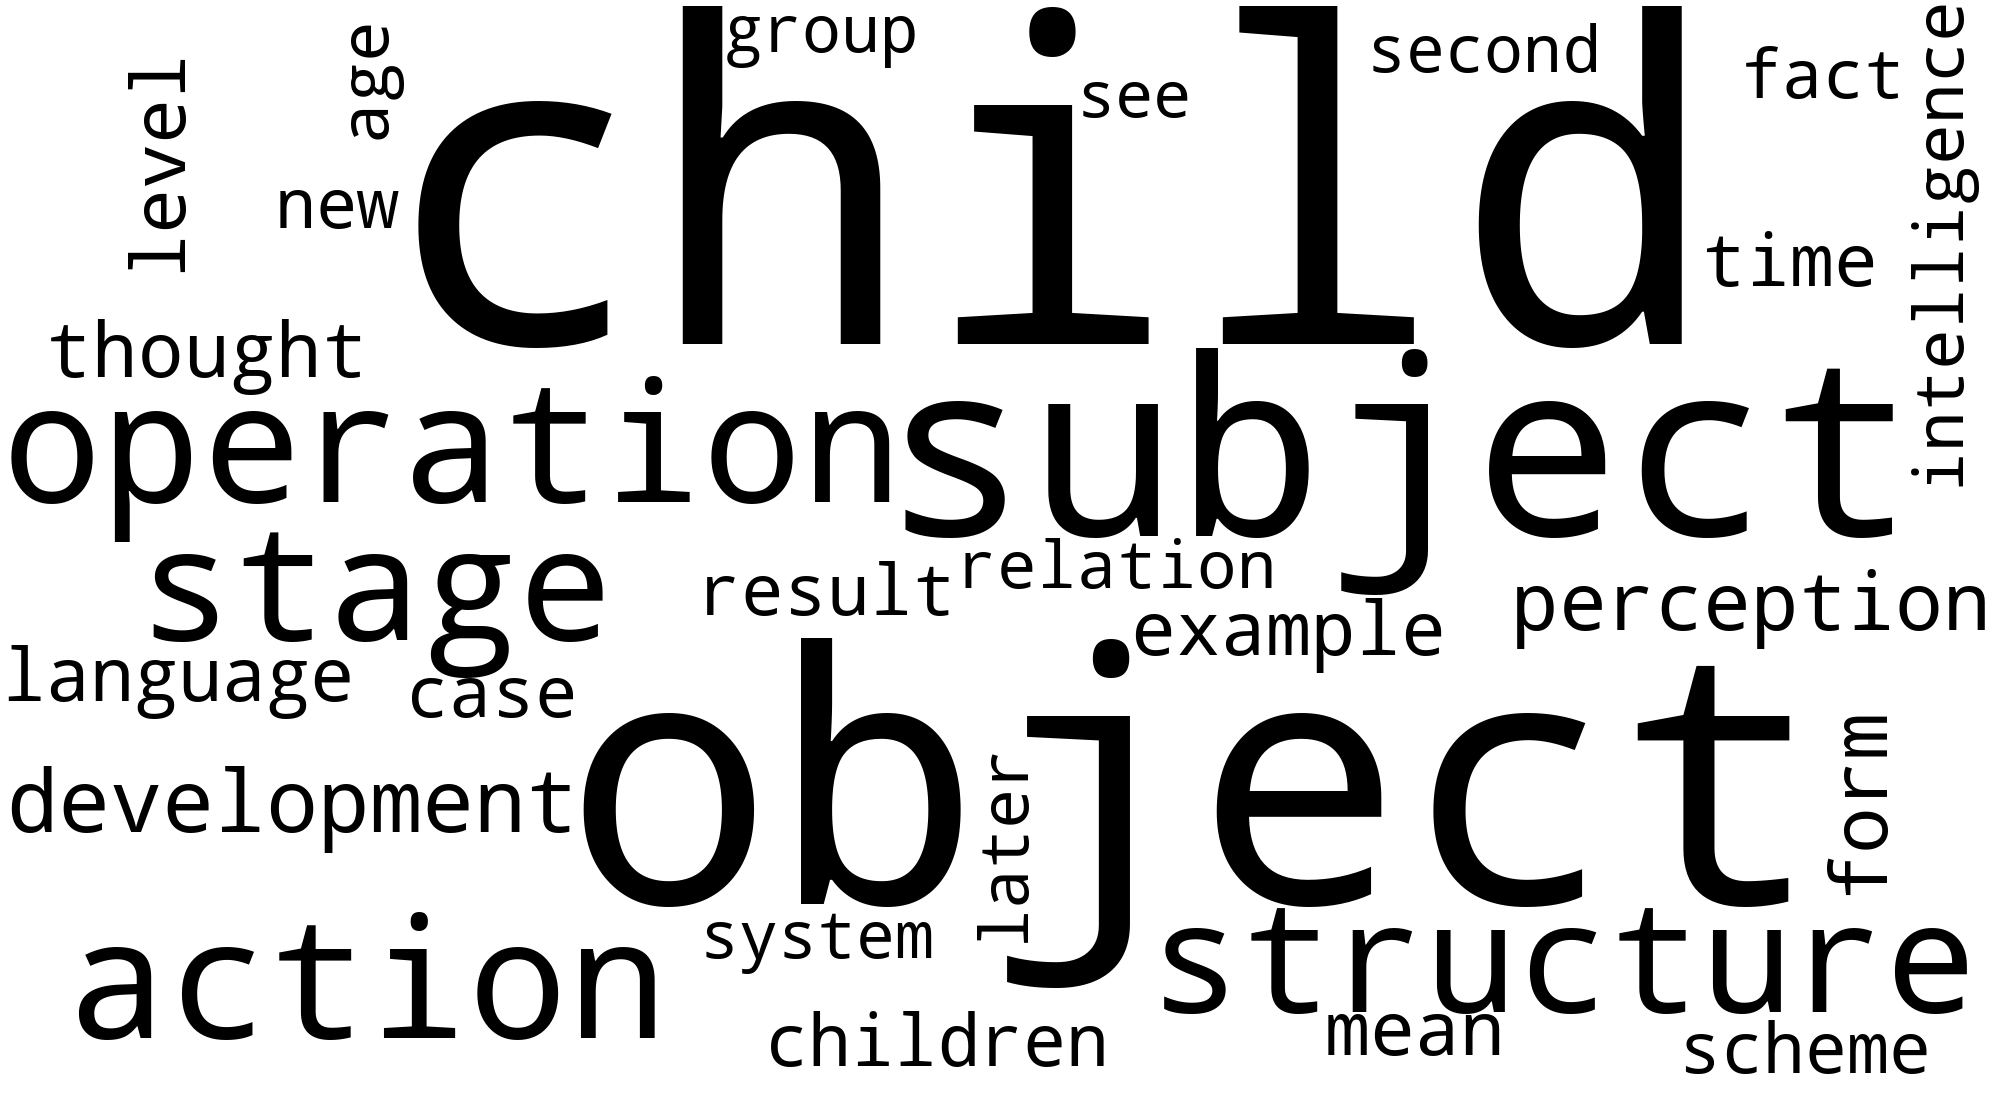 child
group
see
second
fact
intelligence
age
level
new
time
thought
operation
subject
stage
result
relation
example
perception
language
case
object
development
later
form
action
system
structure
children
mean
scheme